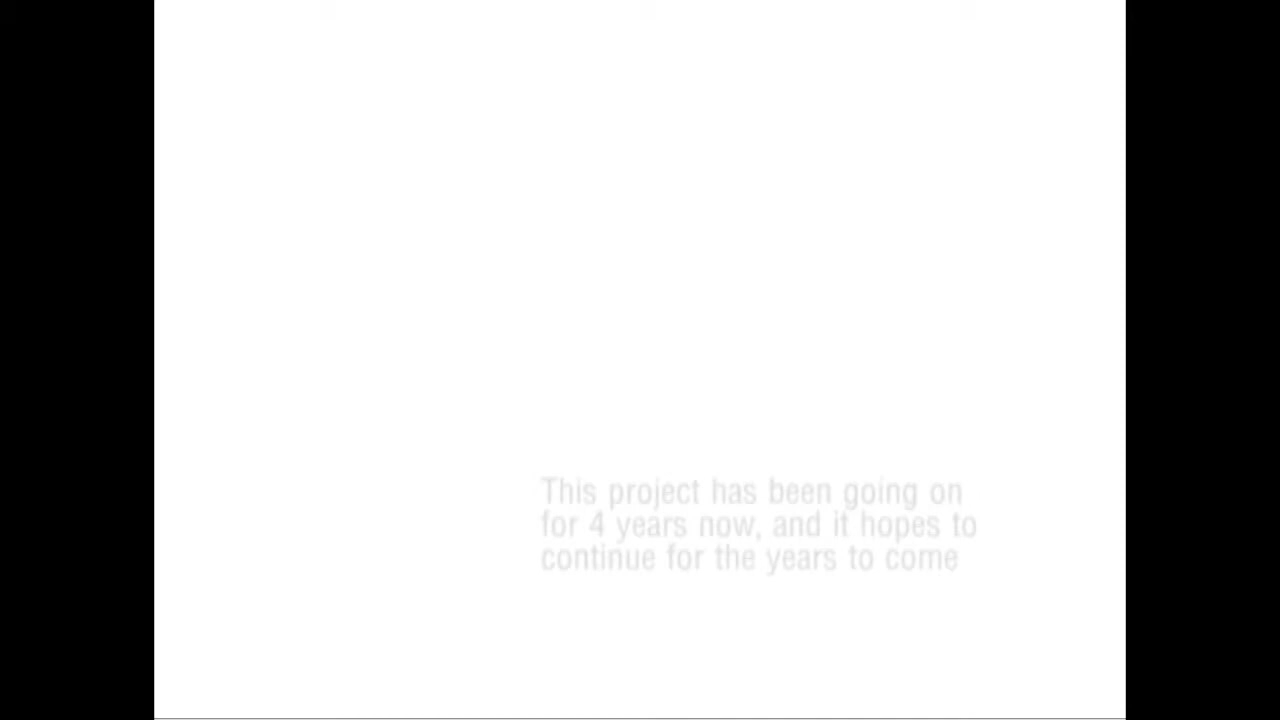 This project has been going on
for 4 years now, and it hopes to
continue for the years to come